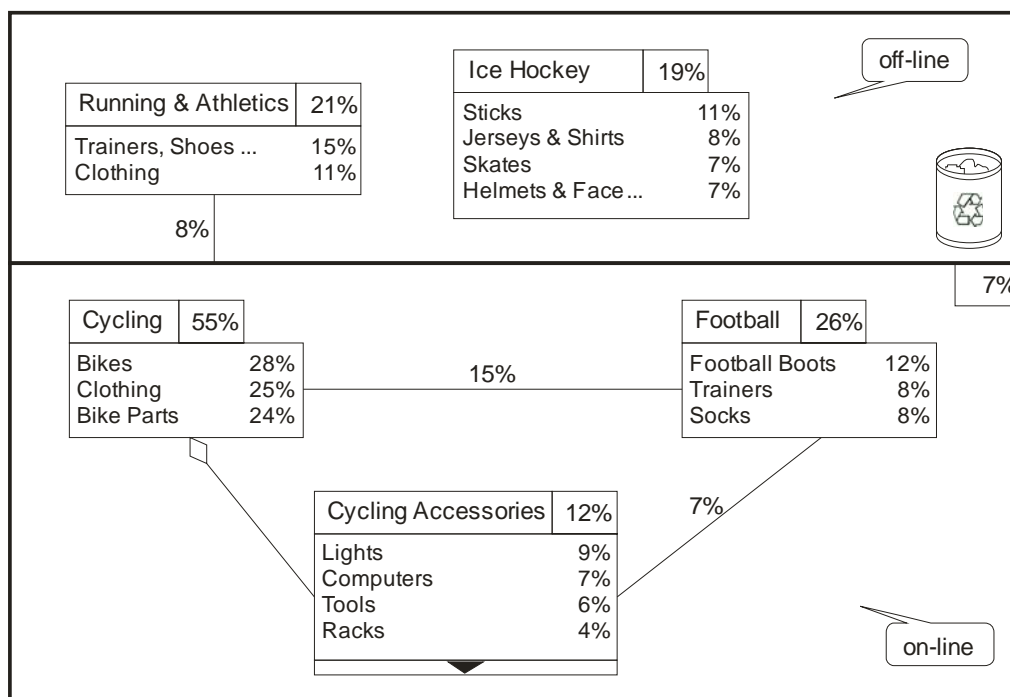 off-line
Ice Hockey 19%
Sticks 11%
Jerseys & Shirts 8%
Skates 7%
Helmets & Face ... 7%
Running & Athletics 21%
Trainers, Shoes ... 15%
Clothing 11%
8%
7%
Cycling 55%
Bikes 28%
Clothing 25%
Bike Parts 24%
15%
Football 26%
Football Boots 12%
Trainers 8%
Socks 8%
7%
Cycling Accessories 12%
Lights 9%
Computers 7%
Tools 6%
Racks 4%
on-line